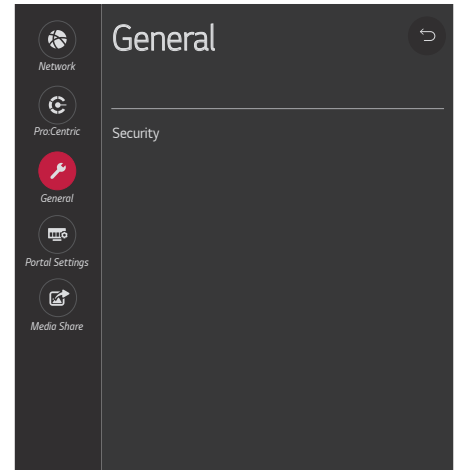 General
Network
Pro:Centric
Security
General
Portal Settings
Media Share